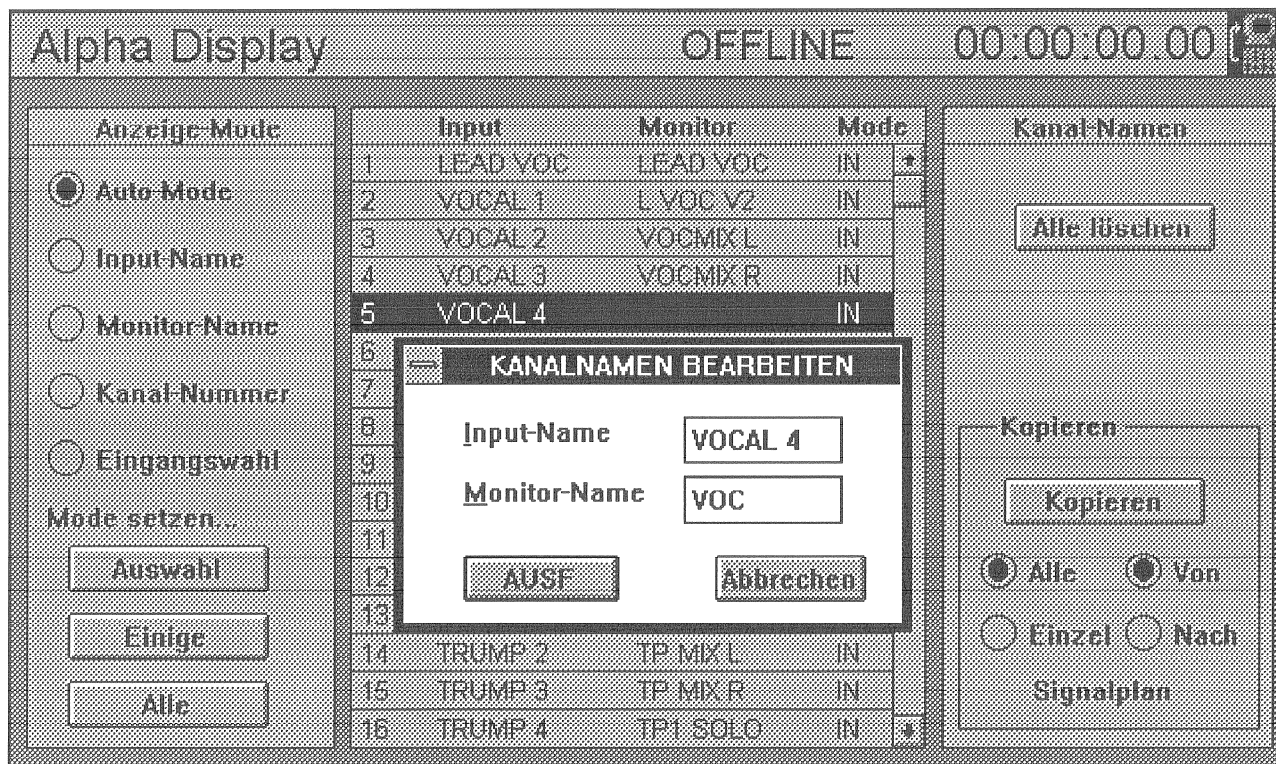 Alpha Display OFFLINE 00:00:00.00
Anzeige-Mode
Auto-Mode
Input-Name
Monitor-Name
Kanal-Nummer
Eingangswahl
Mode setzen...
Auswahl
Einige
Alle
Input Monitor Mode
1 LEAD VOC LEAD VOC IN
2 VOCAL 1 L VOC V2 IN
3 VOCAL 2 VOCMIX L IN
4 VOCAL 3 VOCMIX R IN
5 VOCAL 4 IN
6
7
8
9
10
11
12
13
14 TRUMP 2 TP MIX L IN
15 TRUMP 3 TP MIX R IN
16 TRUMP 4 TP1 SOLO IN
KANALNAMEN BEARBEITEN
Input-Name VOCAL 4
Monitor-Name VOC
AUSF Abbrechen
Kanal-Namen
Alle löschen
Kopieren
Kopieren
Alle Von
Einzel Nach
Signalplan